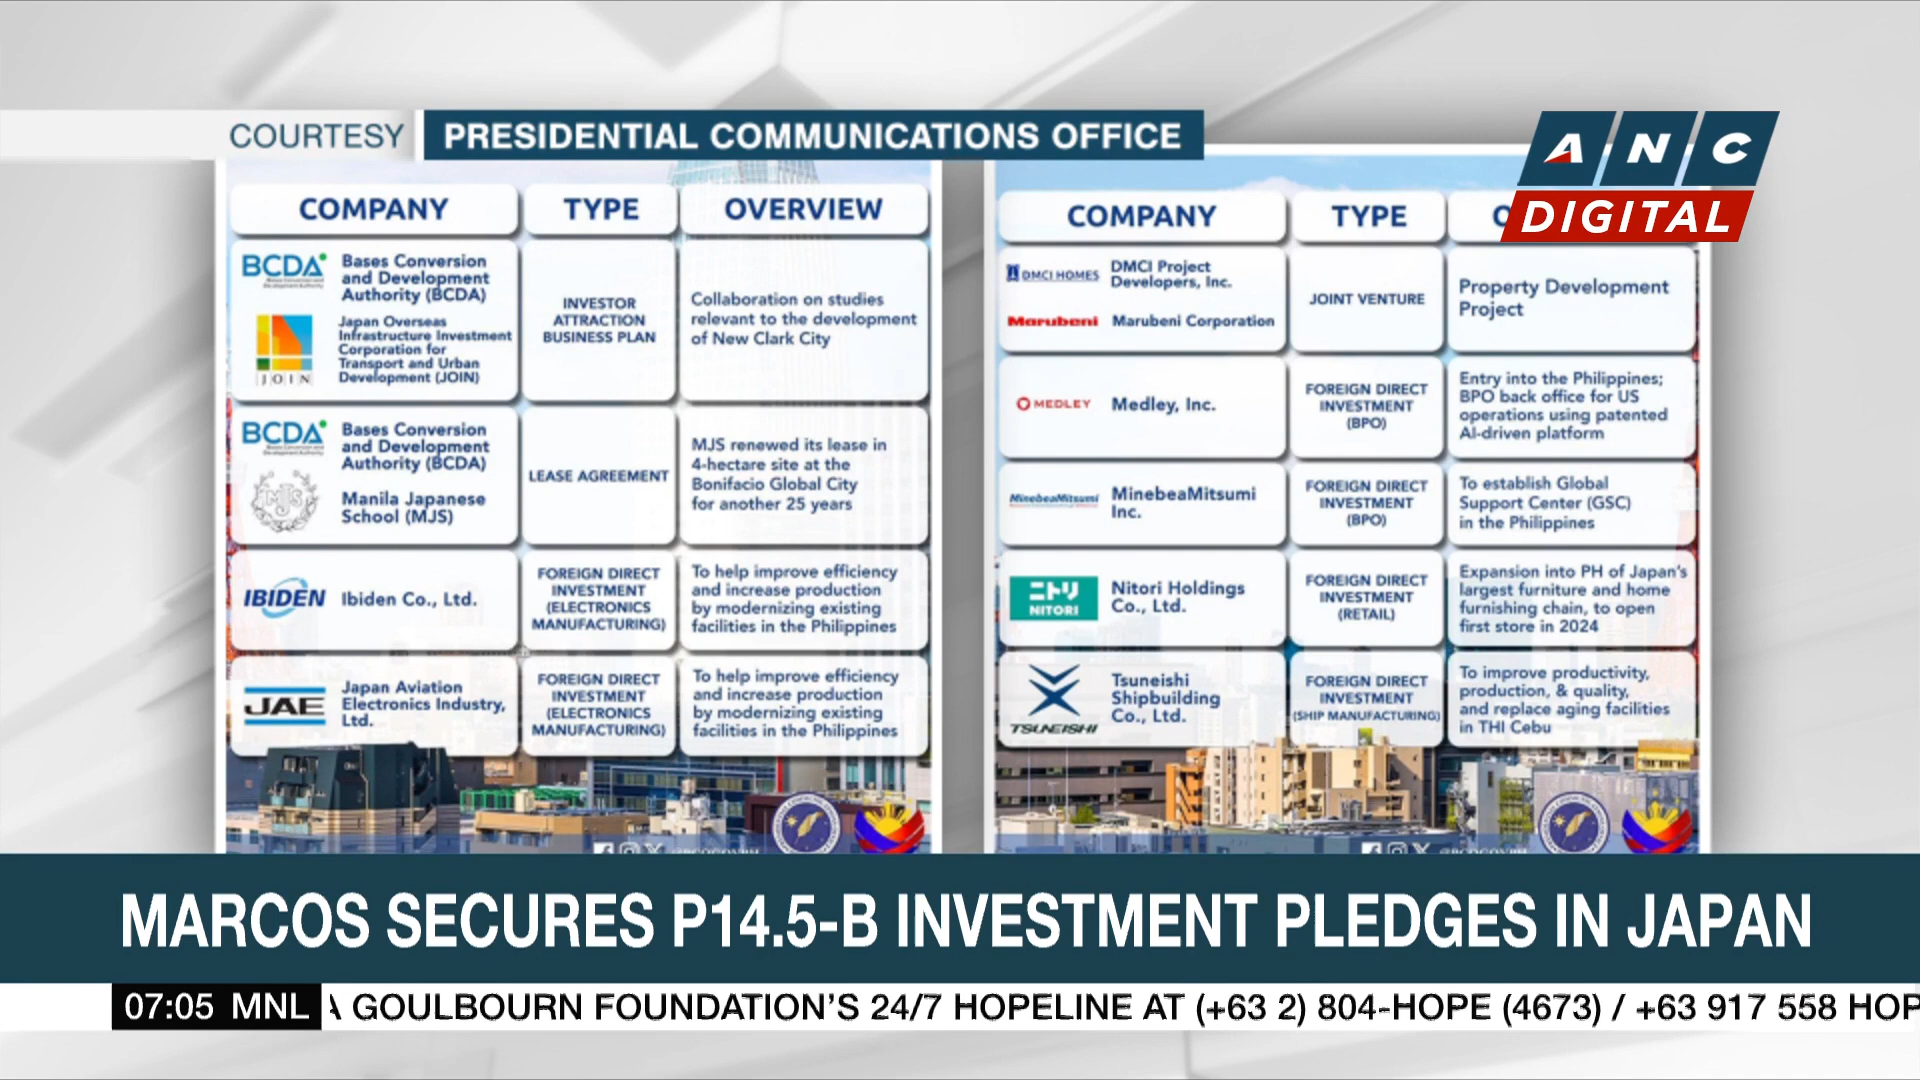 COURTESY
PRESIDENTIAL COMMUNICATIONS OFFICE
ANC
DIGITAL
COMPANY
TYPE
OVERVIEW
BCDA
Bases Conversion
and Development
Authority (BCDA)
JOIN
Japan Overseas
Infrastructure Investment
Corporation for
Transport and Urban
Development (JOIN)
INVESTOR
ATTRACTION
BUSINESS PLAN
Collaboration on studies
relevant to the development
of New Clark City
BCDA
Bases Conversion
and Development
Authority (BCDA)
MJS
Manila Japanese
School (MJS)
LEASE AGREEMENT
MJS renewed its lease in
4-hectare site at the
Bonifacio Global City
for another 25 years
IBIDEN
Ibiden Co., Ltd.
FOREIGN DIRECT
INVESTMENT
(ELECTRONICS
MANUFACTURING)
To help improve efficiency
and increase production
by modernizing existing
facilities in the Philippines
JAE
Japan Aviation
Electronics Industry,
Ltd.
FOREIGN DIRECT
INVESTMENT
(ELECTRONICS
MANUFACTURING)
To help improve efficiency
and increase production
by modernizing existing
facilities in the Philippines
COMPANY
TYPE
DMCI HOMES
DMCI Project
Developers, Inc.
Marubeni
Marubeni Corporation
JOINT VENTURE
Property Development
Project
MEDLEY
Medley, Inc.
FOREIGN DIRECT
INVESTMENT
(BPO)
Entry into the Philippines;
BPO back office for US
operations using patented
AI-driven platform
MinebeaMitsumi
MinebeaMitsumi
Inc.
FOREIGN DIRECT
INVESTMENT
(BPO)
To establish Global
Support Center (GSC)
in the Philippines
ニトリ
NITORI
Nitori Holdings
Co., Ltd.
FOREIGN DIRECT
INVESTMENT
(RETAIL)
Expansion into PH of Japan's
largest furniture and home
furnishing chain, to open
first store in 2024
TSUNEISHI
Tsuneishi
Shipbuilding
Co., Ltd.
FOREIGN DIRECT
INVESTMENT
(SHIP MANUFACTURING)
To improve productivity,
production, & quality,
and replace aging facilities
in THI Cebu
MARCOS SECURES P14.5-B INVESTMENT PLEDGES IN JAPAN
07:05 MNL
GOULBOURN FOUNDATION'S 24/7 HOPELINE AT (+63 2) 804-HOPE (4673) / +63 917 558 HOP